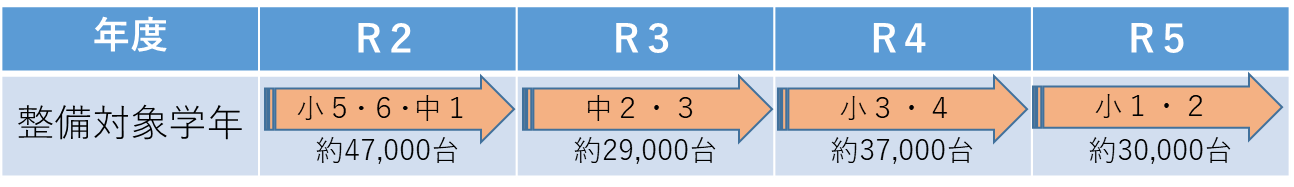 年度 R2 R3 R4 R5
整備対象学年
小5・6・中1 中2・3 小3・4 小1・2
約47,000台 約29,000台 約37,000台 約30,000台